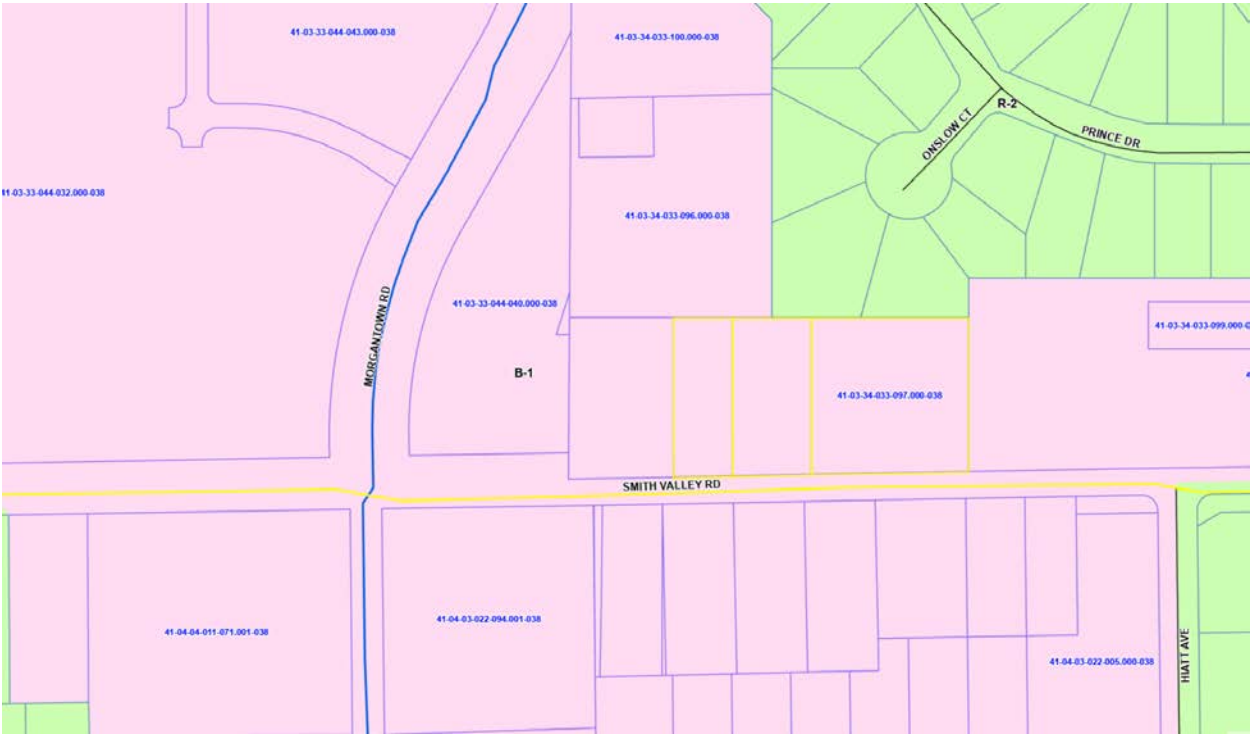 41-03-33-044-043.000-038
41-03-34-033-100.000-038
R-2
ONSLOW CT
PRINCE DR
41-03-33-044-032.000-038
41-03-34-033-096.000-038
MORGANTOWN RD
41-03-33-044-040.000-038
41-03-34-033-099.000-0
B-1
4
41-03-34-033-097.000-038
SMITH VALLEY RD
41-04-04-011-071.001-038
41-04-03-022-094.001-038
41-04-03-022-005.000-038
HIATT AVE